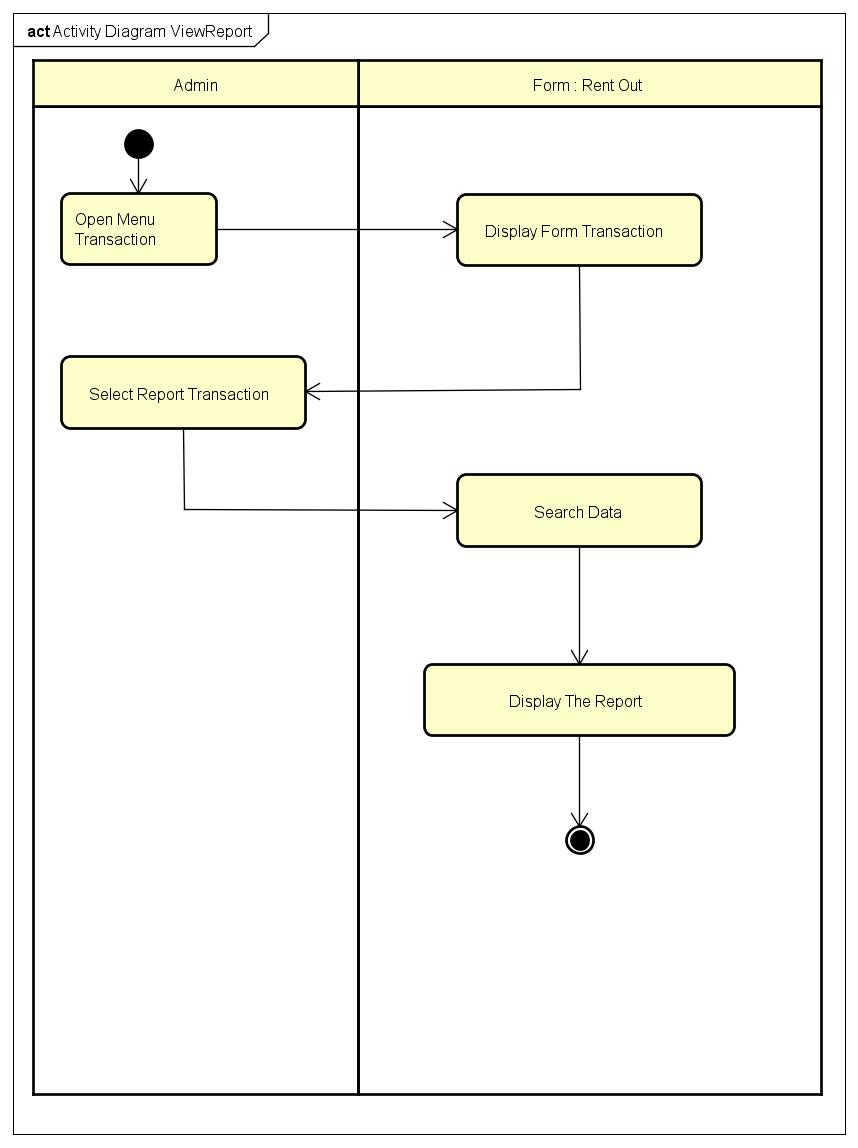 act Activity Diagram ViewReport
Admin
Form : Rent Out
Open Menu
Transaction
Display Form Transaction
Select Report Transaction
Search Data
Display The Report